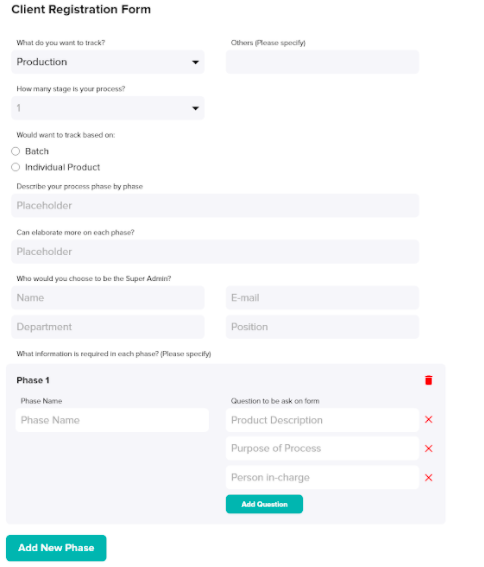 Client Registration Form
What do you want to track?
Others (Please specify)
Production
How many stage is your process?
1
Would want to track based on:
Batch
Individual Product
Describe your process phase by phase
Placeholder
Can elaborate more on each phase?
Placeholder
Who would you choose to be the Super Admin?
Name
E-mail
Department
Position
What information is required in each phase? (Please specify)
Phase 1
Phase Name
Question to be ask on form
Phase Name
Product Description
Purpose of Process
Person in-charge
Add Question
Add New Phase